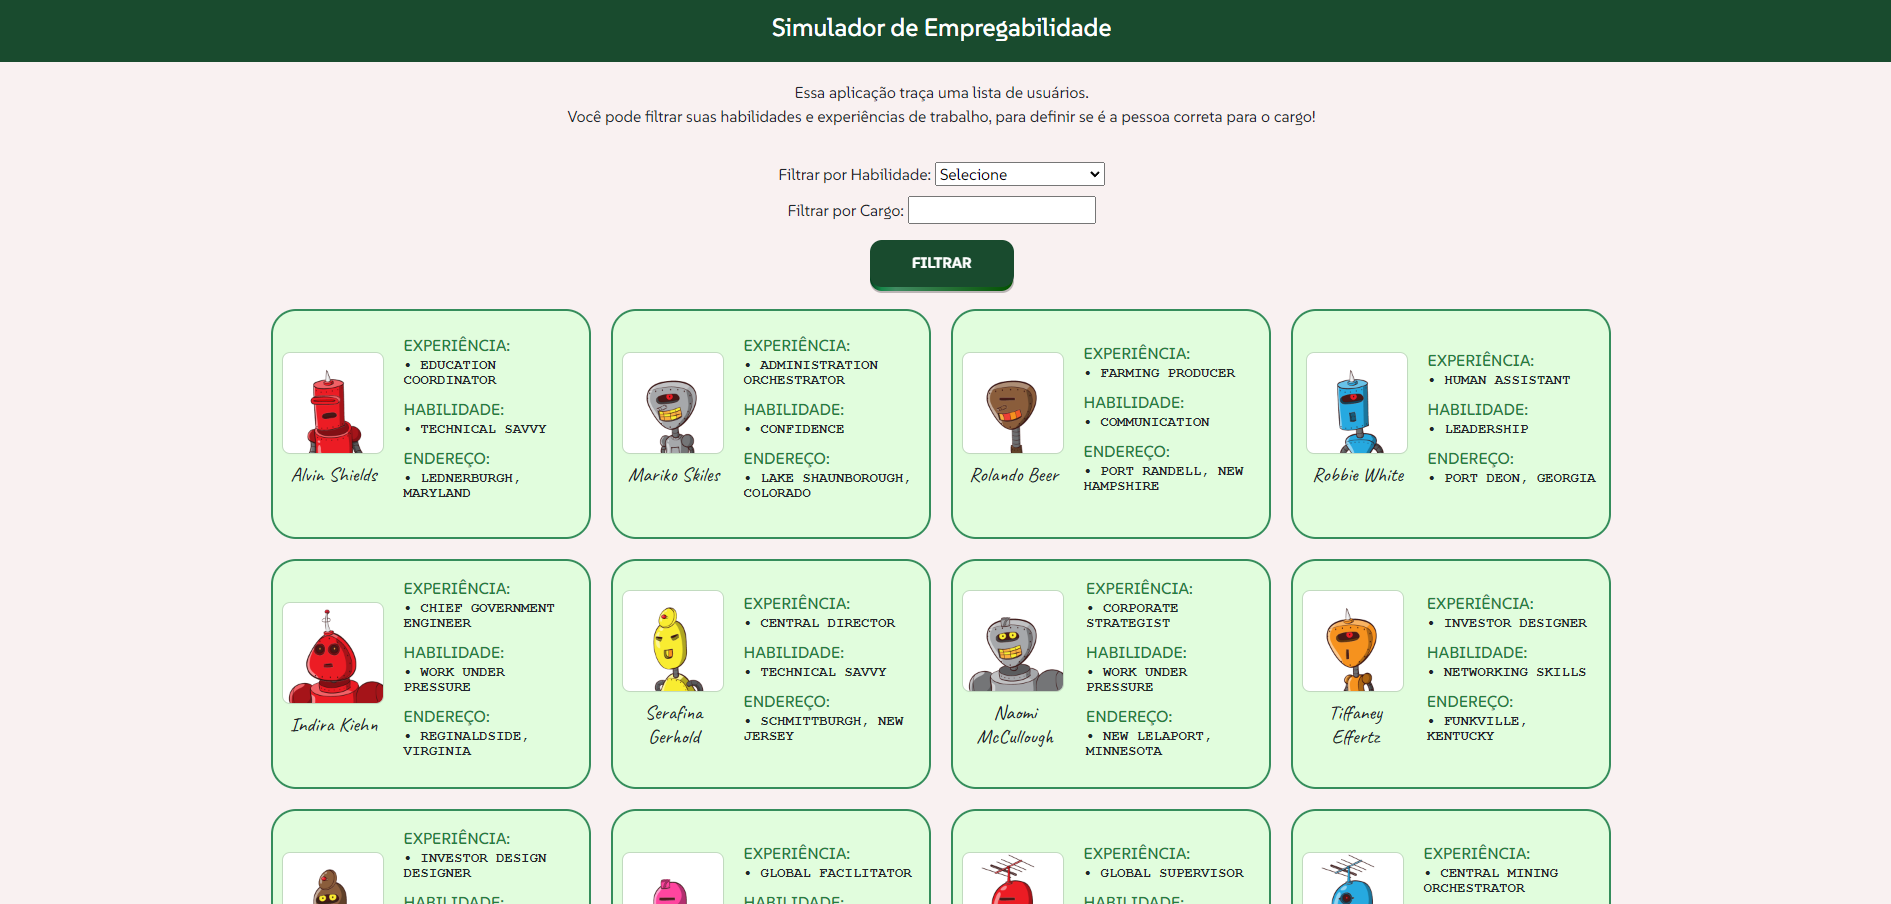 Simulador de Empregabilidade
Essa aplicação traça uma lista de usuários.
Você pode filtrar suas habilidades e experiências de trabalho, para definir se é a pessoa correta para o cargo!
Filtrar por Habilidade: Selecione
Filtrar por Cargo:
FILTRAR
EXPERIÊNCIA:
• EDUCATION
COORDINATOR
HABILIDADE:
• TECHNICAL SAVVY
ENDEREÇO:
• LEDNERBURGH,
MARYLAND
Alvin Shields
EXPERIÊNCIA:
• ADMINISTRATION
ORCHESTRATOR
HABILIDADE:
• CONFIDENCE
ENDEREÇO:
• LAKE SHAUNBOROUGH,
COLORADO
Mariko Skiles
EXPERIÊNCIA:
• FARMING PRODUCER
HABILIDADE:
• COMMUNICATION
ENDEREÇO:
• PORT RANDELL, NEW
HAMPSHIRE
Rolando Beer
EXPERIÊNCIA:
• HUMAN ASSISTANT
HABILIDADE:
• LEADERSHIP
ENDEREÇO:
• PORT DEON, GEORGIA
Robbie White
EXPERIÊNCIA:
• CHIEF GOVERNMENT
ENGINEER
HABILIDADE:
• WORK UNDER
PRESSURE
ENDEREÇO:
• REGINALDSIDE,
VIRGINIA
Indira Kiehn
EXPERIÊNCIA:
• CENTRAL DIRECTOR
HABILIDADE:
• TECHNICAL SAVVY
ENDEREÇO:
• SCHMITTBURGH, NEW
JERSEY
Serafina
Gerhold
EXPERIÊNCIA:
• CORPORATE
STRATEGIST
HABILIDADE:
• WORK UNDER
PRESSURE
ENDEREÇO:
• NEW LELAPORT,
MINNESOTA
Naomi
McCullough
EXPERIÊNCIA:
• INVESTOR DESIGNER
HABILIDADE:
• NETWORKING SKILLS
ENDEREÇO:
• FUNKVILLE,
KENTUCKY
Tiffaney
Effertz
EXPERIÊNCIA:
• INVESTOR DESIGN
DESIGNER
HABILIDADE:
EXPERIÊNCIA:
• GLOBAL FACILITATOR
HABILIDADE:
EXPERIÊNCIA:
• GLOBAL SUPERVISOR
HABILIDADE:
EXPERIÊNCIA:
• CENTRAL MINING
ORCHESTRATOR